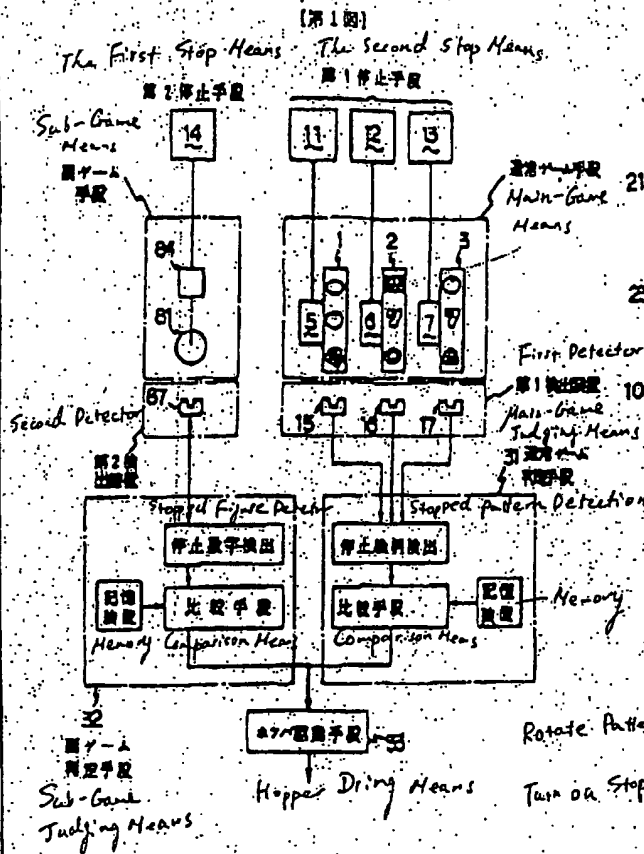 [第1図]
The First Stop Means
The Second Stop Means
第2停止手段
第1停止手段
14
11
12
13
Sub-Game
Means
副ゲーム
手段
通常ゲーム手段
Main-Game
Means
21
84
81
1
2
3
5
6
7
First Detector
第1検出装置
10
87
15
16
17
Second Detector
第2検
出装置
Main-Game
Judging Means
31
通常ゲーム
判定手段
Stopped Figure Detector
Stopped Pattern Detection
停止数字検出
停止絵柄検出
記憶
装置
比較手段
比較手段
記憶
装置
Memory
Memory
Comparison Means
Comparison Means
32
副ゲーム
判定手段
Sub-Game
Judging Means
ホッパ駆動手段
53
Hopper Dring Means
Rotate Patte
Turn on Stop